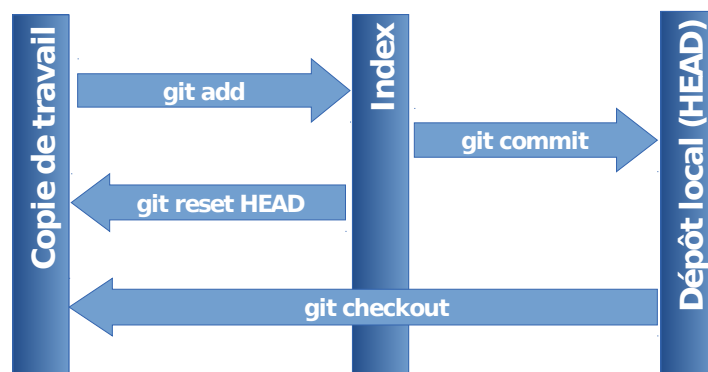 Copie de travail
Index
Dépôt local (HEAD)
git add
git commit
git reset HEAD
git checkout